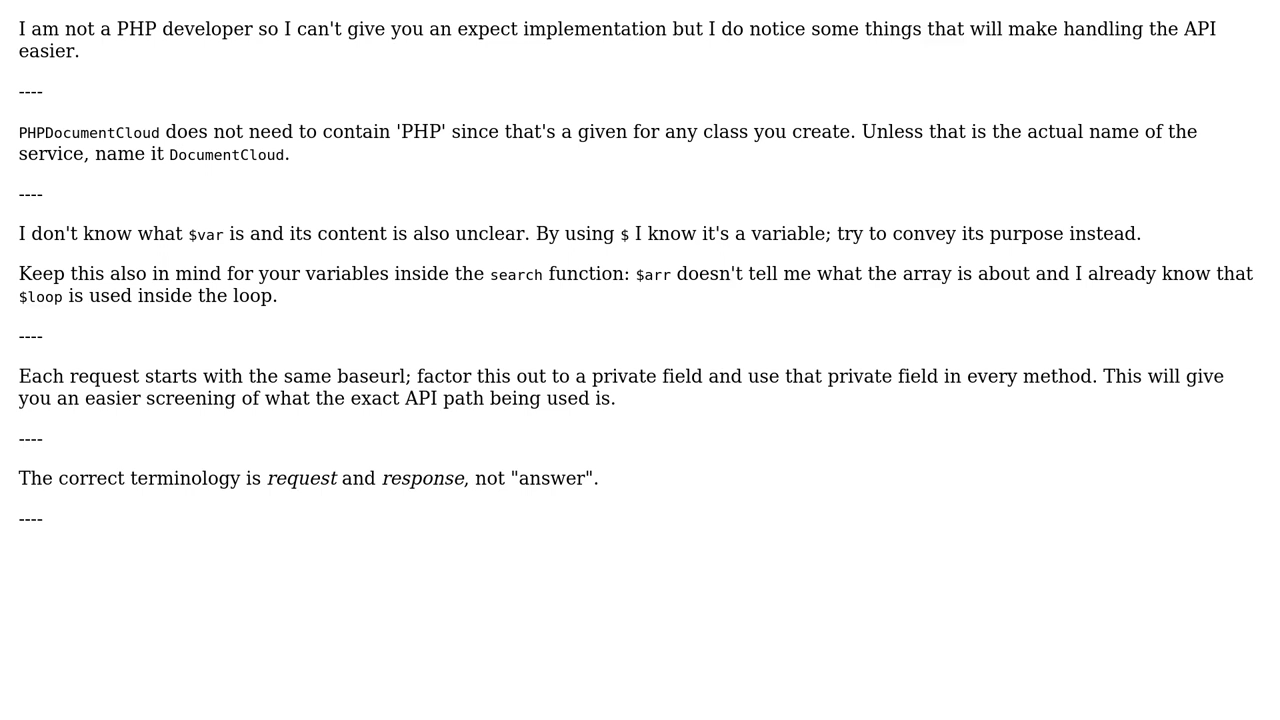 I am not a PHP developer so I can't give you an expect implementation but I do notice some things that will make handling the API
easier.
----
PHPDocumentCloud does not need to contain 'PHP' since that's a given for any class you create. Unless that is the actual name of the
service, name it DocumentCloud.
----
I don't know what $var is and its content is also unclear. By using $ I know it's a variable; try to convey its purpose instead.
Keep this also in mind for your variables inside the search function: $arr doesn't tell me what the array is about and I already know that
$loop is used inside the loop.
----
Each request starts with the same baseurl; factor this out to a private field and use that private field in every method. This will give
you an easier screening of what the exact API path being used is.
----
The correct terminology is request and response, not "answer".
----